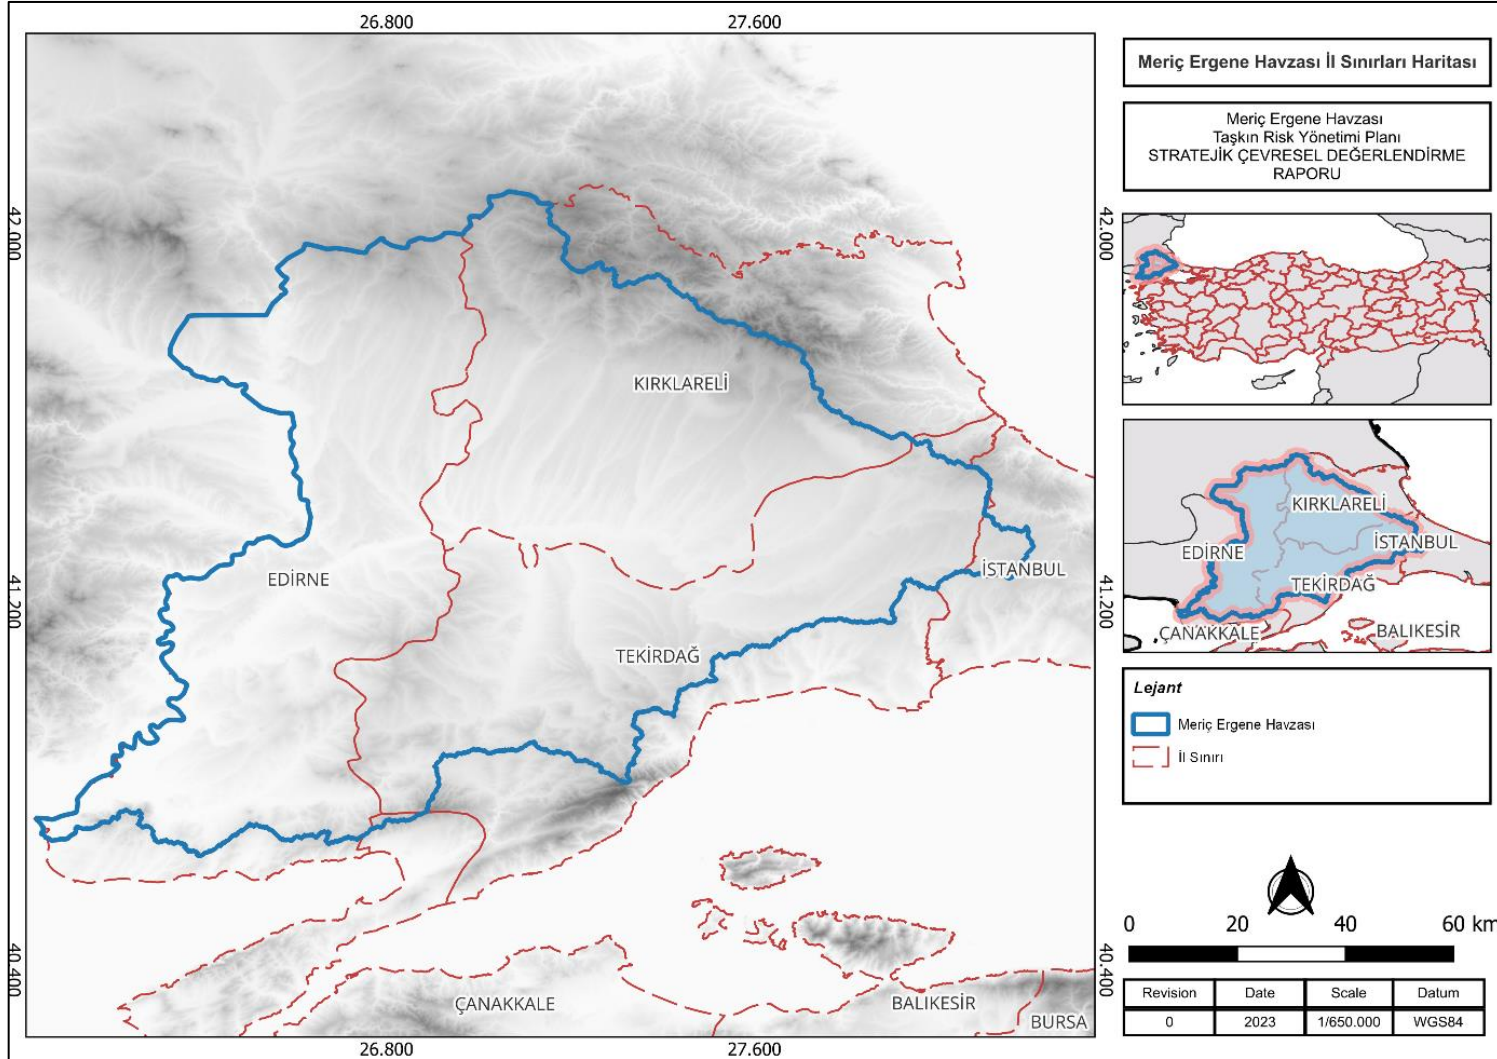 26.800
27.600
42.000
41.200
40.400
KIRKLARELİ
EDİRNE
İSTANBUL
TEKİRDAĞ
ÇANAKKALE
BALIKESİR
BURSA
26.800
27.600
42.000
41.200
40.400
Meriç Ergene Havzası İl Sınırları Haritası
Meriç Ergene Havzası
Taşkın Risk Yönetimi Planı
STRATEJİK ÇEVRESEL DEĞERLENDİRME
RAPORU
KIRKLARELİ
İSTANBUL
EDİRNE
TEKİRDAĞ
ÇANAKKALE
BALIKESİR
Lejant
Meriç Ergene Havzası
İl Sınırı
0 20 40 60 km
Revision Date Scale Datum
0 2023 1/650.000 WGS84